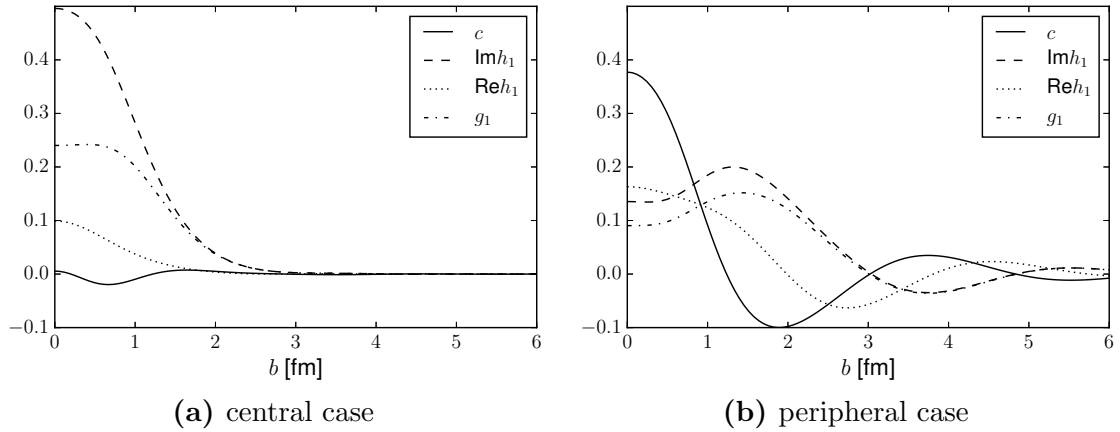 0.4
0.3
0.2
0.1
0.0
−0.1
0 1 2 3 4 5 6
b [fm]
c
Imh₁
Reh₁
g₁
(a) central case
0.4
0.3
0.2
0.1
0.0
−0.1
0 1 2 3 4 5 6
b [fm]
c
Imh₁
Reh₁
g₁
(b) peripheral case